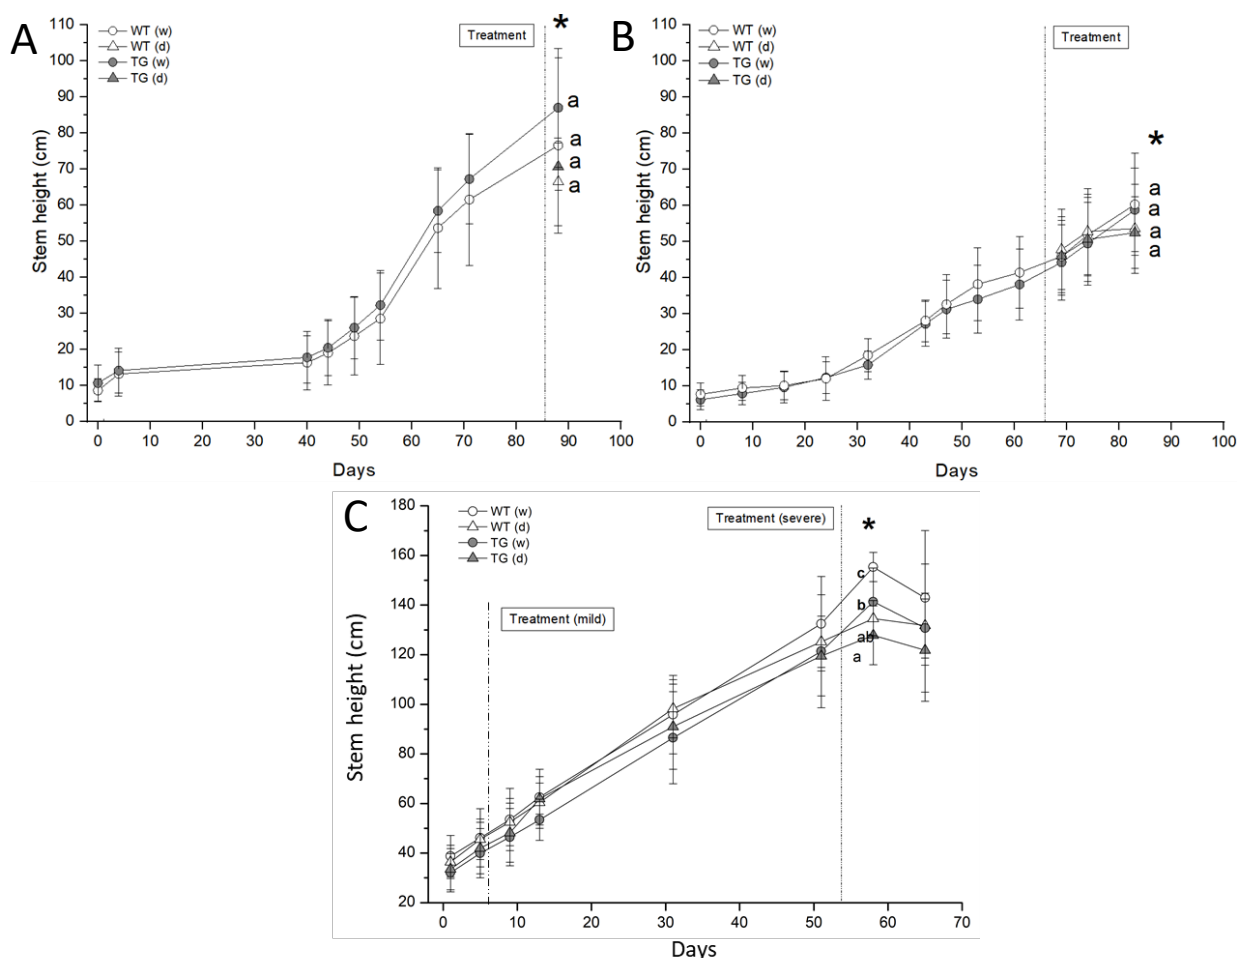 A
WT (w)
WT (d)
TG (w)
TG (d)
Treatment
*
a
a
a
a
110
100
90
80
70
60
50
40
30
20
10
0
Stem height (cm)
0 10 20 30 40 50 60 70 80 90 100
Days
B
WT (w)
WT (d)
TG (w)
TG (d)
Treatment
*
a
a
a
a
110
100
90
80
70
60
50
40
30
20
10
0
Stem height (cm)
0 10 20 30 40 50 60 70 80 90 100
Days
C
WT (w)
WT (d)
TG (w)
TG (d)
Treatment (mild)
Treatment (severe)
*
c
b
ab
a
180
160
140
120
100
80
60
40
20
Stem height (cm)
0 10 20 30 40 50 60 70
Days